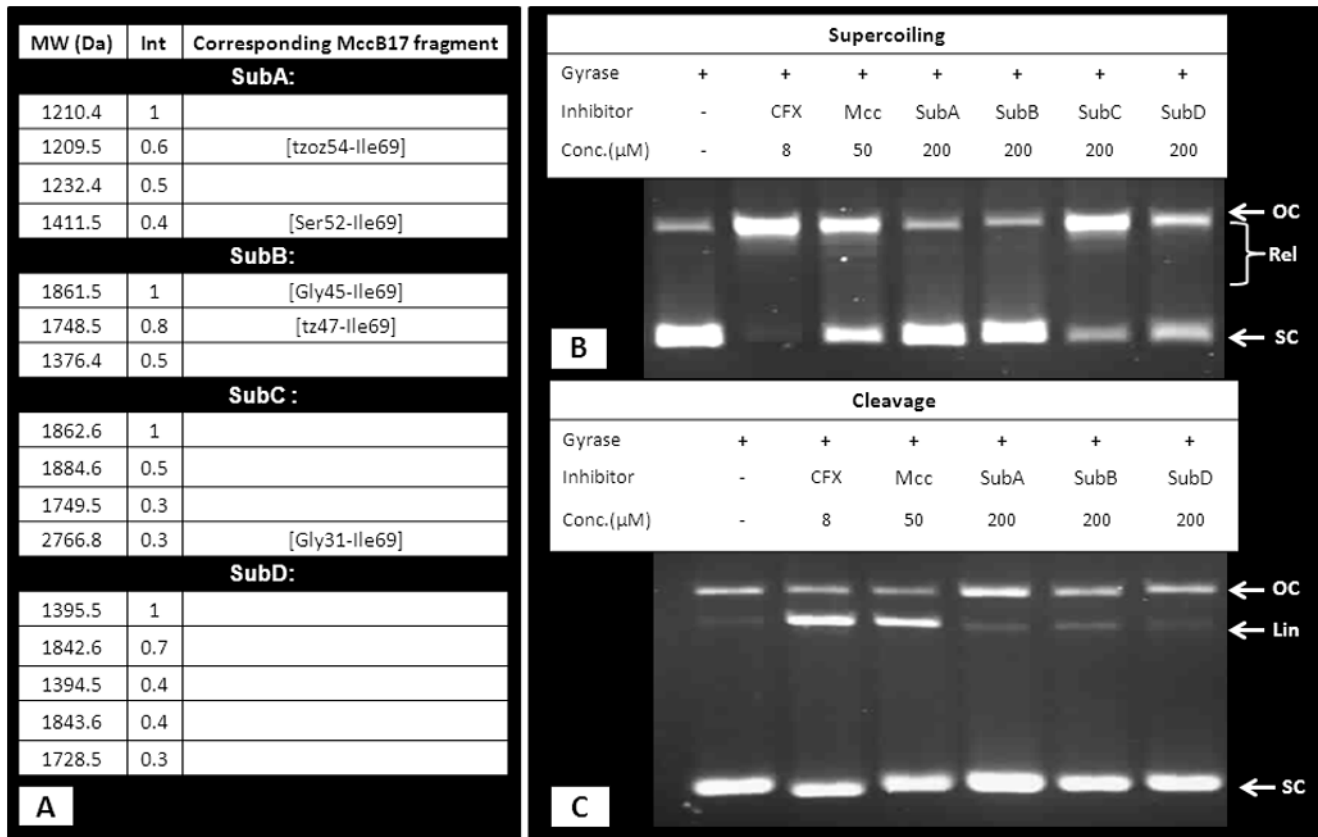 MW (Da) Int Corresponding MccB17 fragment
SubA:
1210.4 1
1209.5 0.6 [tzoz54-Ile69]
1232.4 0.5
1411.5 0.4 [Ser52-Ile69]
SubB:
1861.5 1 [Gly45-Ile69]
1748.5 0.8 [tz47-Ile69]
1376.4 0.5
SubC :
1862.6 1
1884.6 0.5
1749.5 0.3
2766.8 0.3 [Gly31-Ile69]
SubD:
1395.5 1
1842.6 0.7
1394.5 0.4
1843.6 0.4
1728.5 0.3
A
Supercoiling
Gyrase + + + + + + +
Inhibitor - CFX Mcc SubA SubB SubC SubD
Conc.(μM) - 8 50 200 200 200 200
OC
Rel
SC
B
Cleavage
Gyrase + + + + + +
Inhibitor - CFX Mcc SubA SubB SubD
Conc.(μM) - 8 50 200 200 200
OC
Lin
SC
C